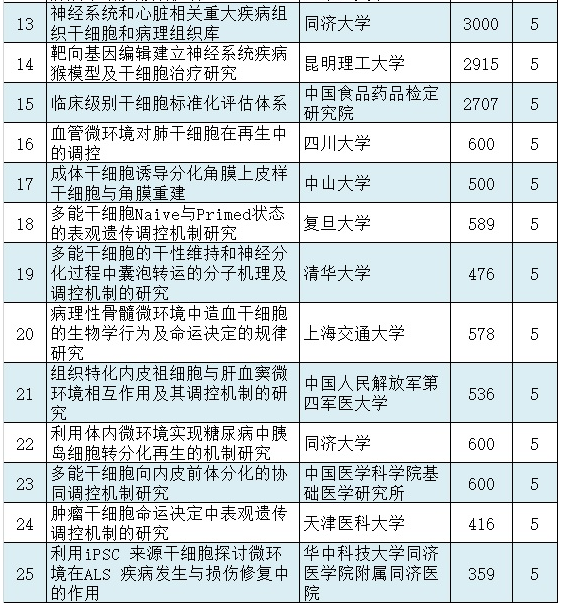 13 神经系统和心脏相关重大疾病组 同济大学 3000 5
织干细胞和病理组织库
14 靶向基因编辑建立神经系统疾病 昆明理工大学 2915 5
猴模型及干细胞治疗研究
15 临床级别干细胞标准化评估体系 中国食品药品检定 2707 5
研究院
16 血管微环境对肺干细胞在再生中 四川大学 600 5
的调控
17 成体干细胞诱导分化角膜上皮样 中山大学 500 5
干细胞与角膜重建
18 多能干细胞Naive与Primed状态 复旦大学 589 5
的表观遗传调控机制研究
19 多能干细胞的干性维持和神经分 清华大学 476 5
化过程中囊泡转运的分子机理及
调控机制的研究
20 病理性骨髓微环境中造血干细胞 上海交通大学 578 5
的生物学行为及命运决定的规律
研究
21 组织特化内皮祖细胞与肝血窦微 中国人民解放军第 536 5
环境相互作用及其调控机制的研 四军医大学
究
22 利用体内微环境实现糖尿病中胰 同济大学 600 5
岛细胞转分化再生的机制研究
23 多能干细胞向内皮前体分化的协 中国医学科学院基 600 5
同调控机制研究 础医学研究所
24 肿瘤干细胞命运决定中表观遗传 天津医科大学 416 5
调控机制的研究
25 利用iPSC 来源干细胞探讨微环 华中科技大学同济 359 5
境在ALS 疾病发生与损伤修复中 医学院附属同济医
的作用 院